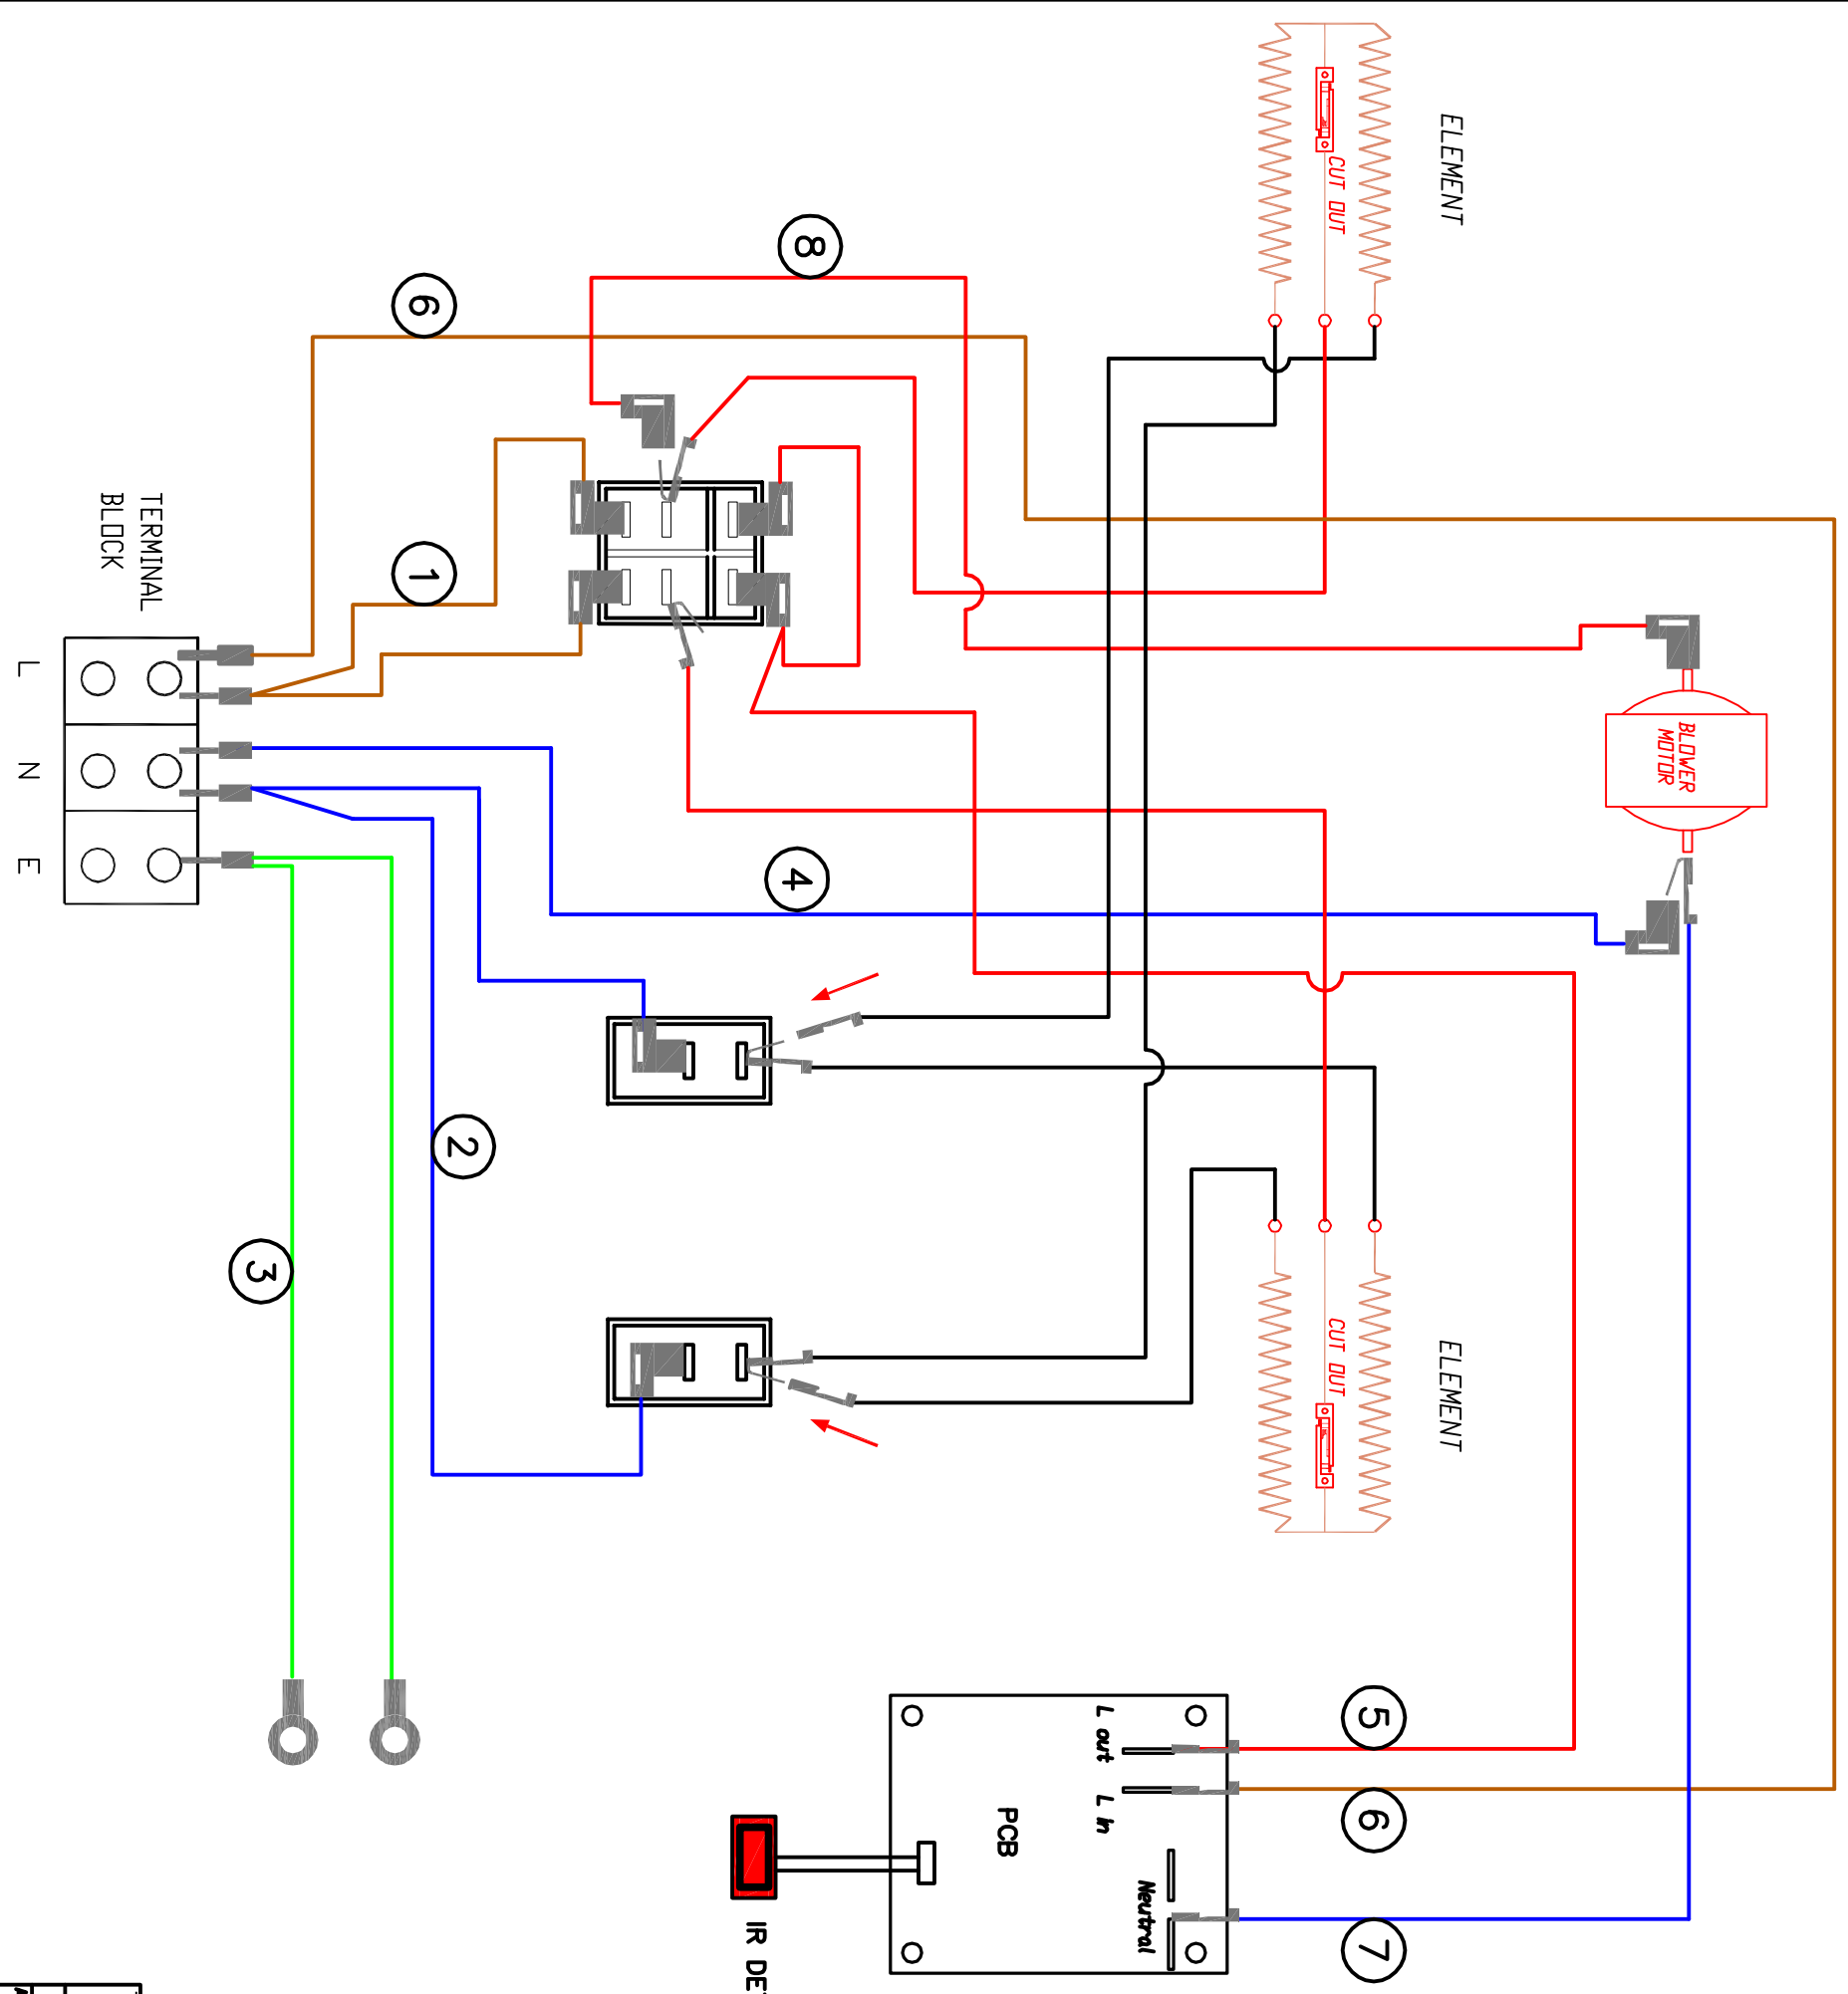 ELEMENT
CUT OUT
8
6
TERMINAL
BLOCK
1
L
N
E
BLOWER
MOTOR
4
2
3
CUT OUT
ELEMENT
5
L out
6
L In
PCB
Neutral
7
IR DE